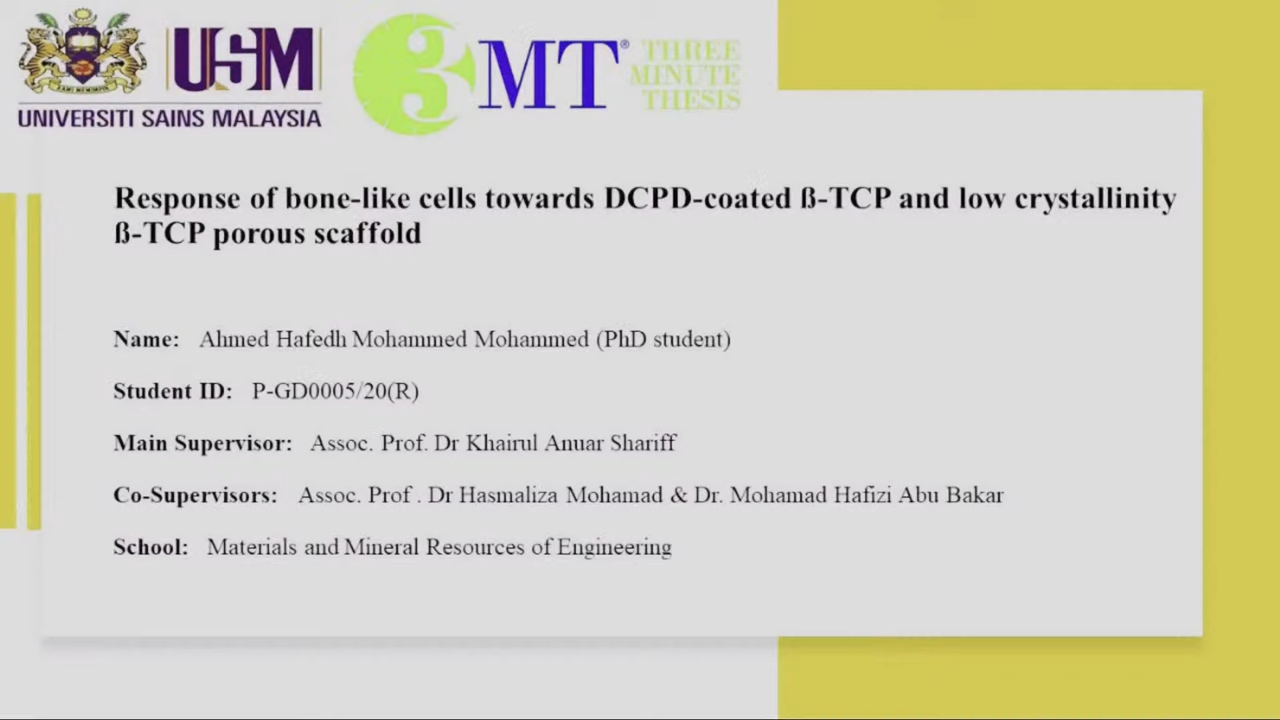 USM
UNIVERSITI SAINS MALAYSIA
3MT® THREE
MINUTE
THESIS
Response of bone-like cells towards DCPD-coated ß-TCP and low crystallinity
ß-TCP porous scaffold
Name: Ahmed Hafedh Mohammed Mohammed (PhD student)
Student ID: P-GD0005/20(R)
Main Supervisor: Assoc. Prof. Dr Khairul Anuar Shariff
Co-Supervisors: Assoc. Prof . Dr Hasmaliza Mohamad & Dr. Mohamad Hafizi Abu Bakar
School: Materials and Mineral Resources of Engineering